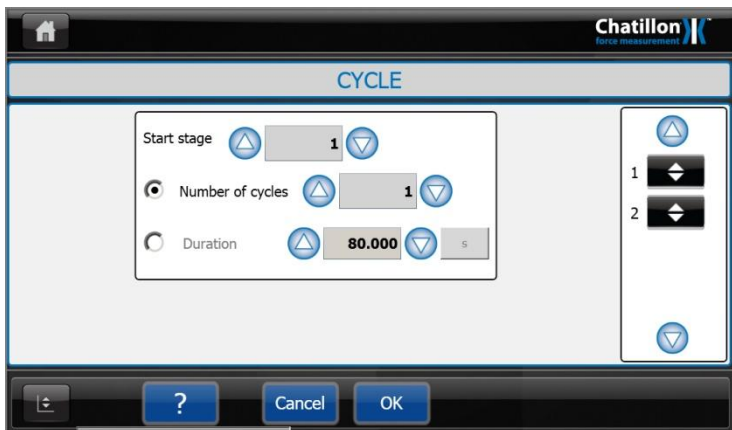 Chatillon
force measurement
CYCLE
Start stage 1
Number of cycles 1
Duration 80.000 s
1
2
? Cancel OK